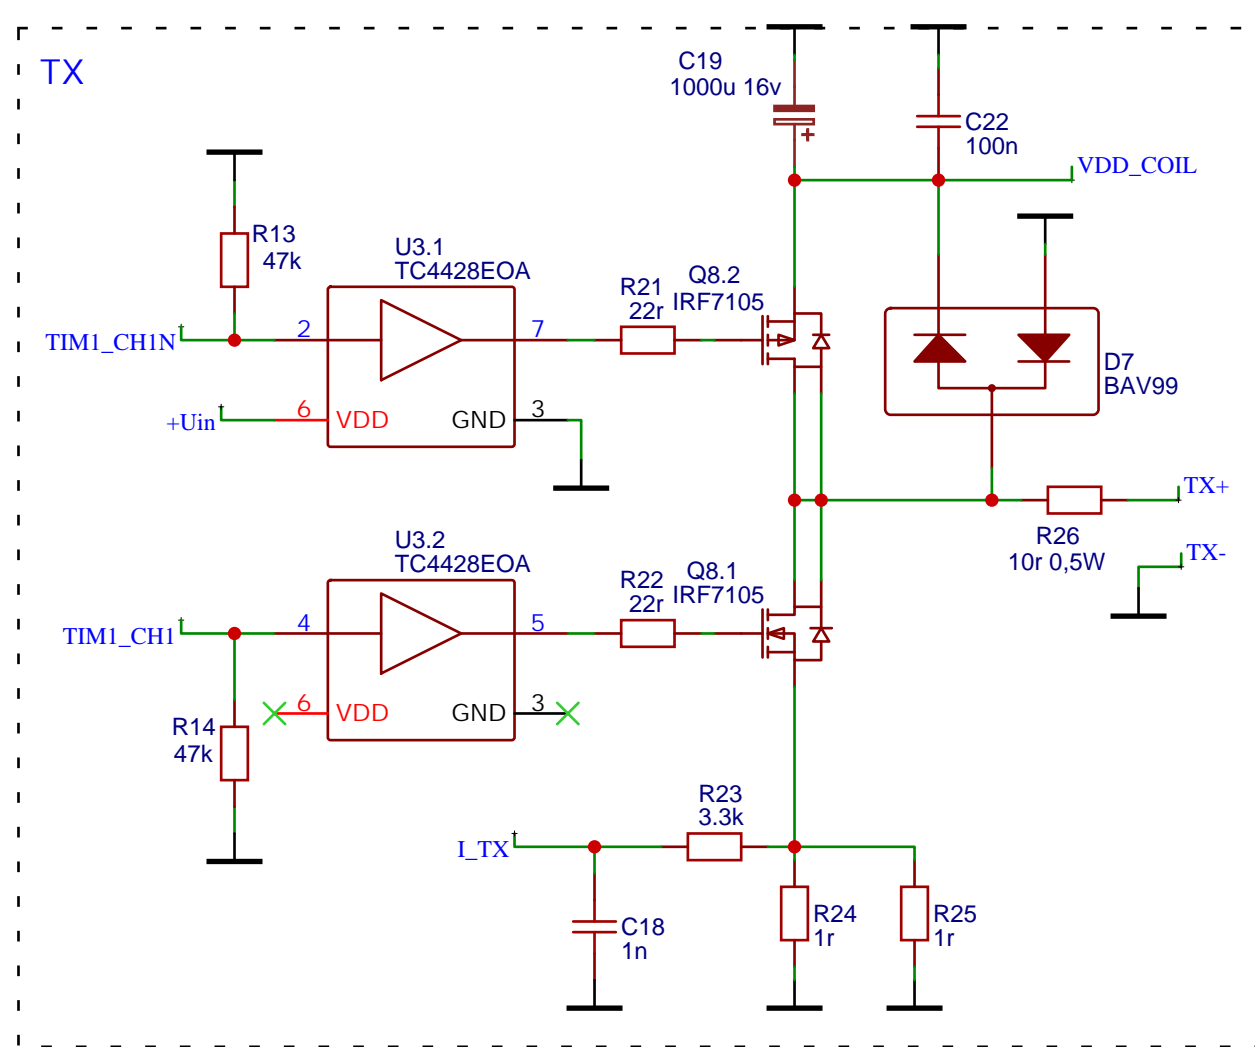 TX
C19
1000u 16v
C22
100n
VDD_COIL
R13
47k
U3.1
TC4428EOA
TIM1_CH1N
2
7
+Uin
6
VDD
GND
3
R21
22r
Q8.2
IRF7105
D7
BAV99
TX+
R26
10r 0,5W
TX-
U3.2
TC4428EOA
TIM1_CH1
4
5
6
VDD
GND
3
R22
22r
Q8.1
IRF7105
R14
47k
R23
3.3k
I_TX
C18
1n
R24
1r
R25
1r